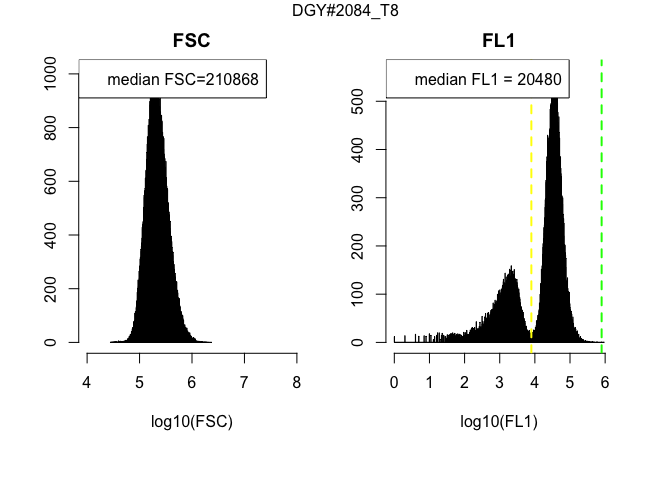 DGY#2084_T8
FSC
median FSC=210868
0 200 400 600 800 1000
4 5 6 7 8
log10(FSC)
FL1
median FL1 = 20480
0 100 200 300 400 500
0 1 2 3 4 5 6
log10(FL1)